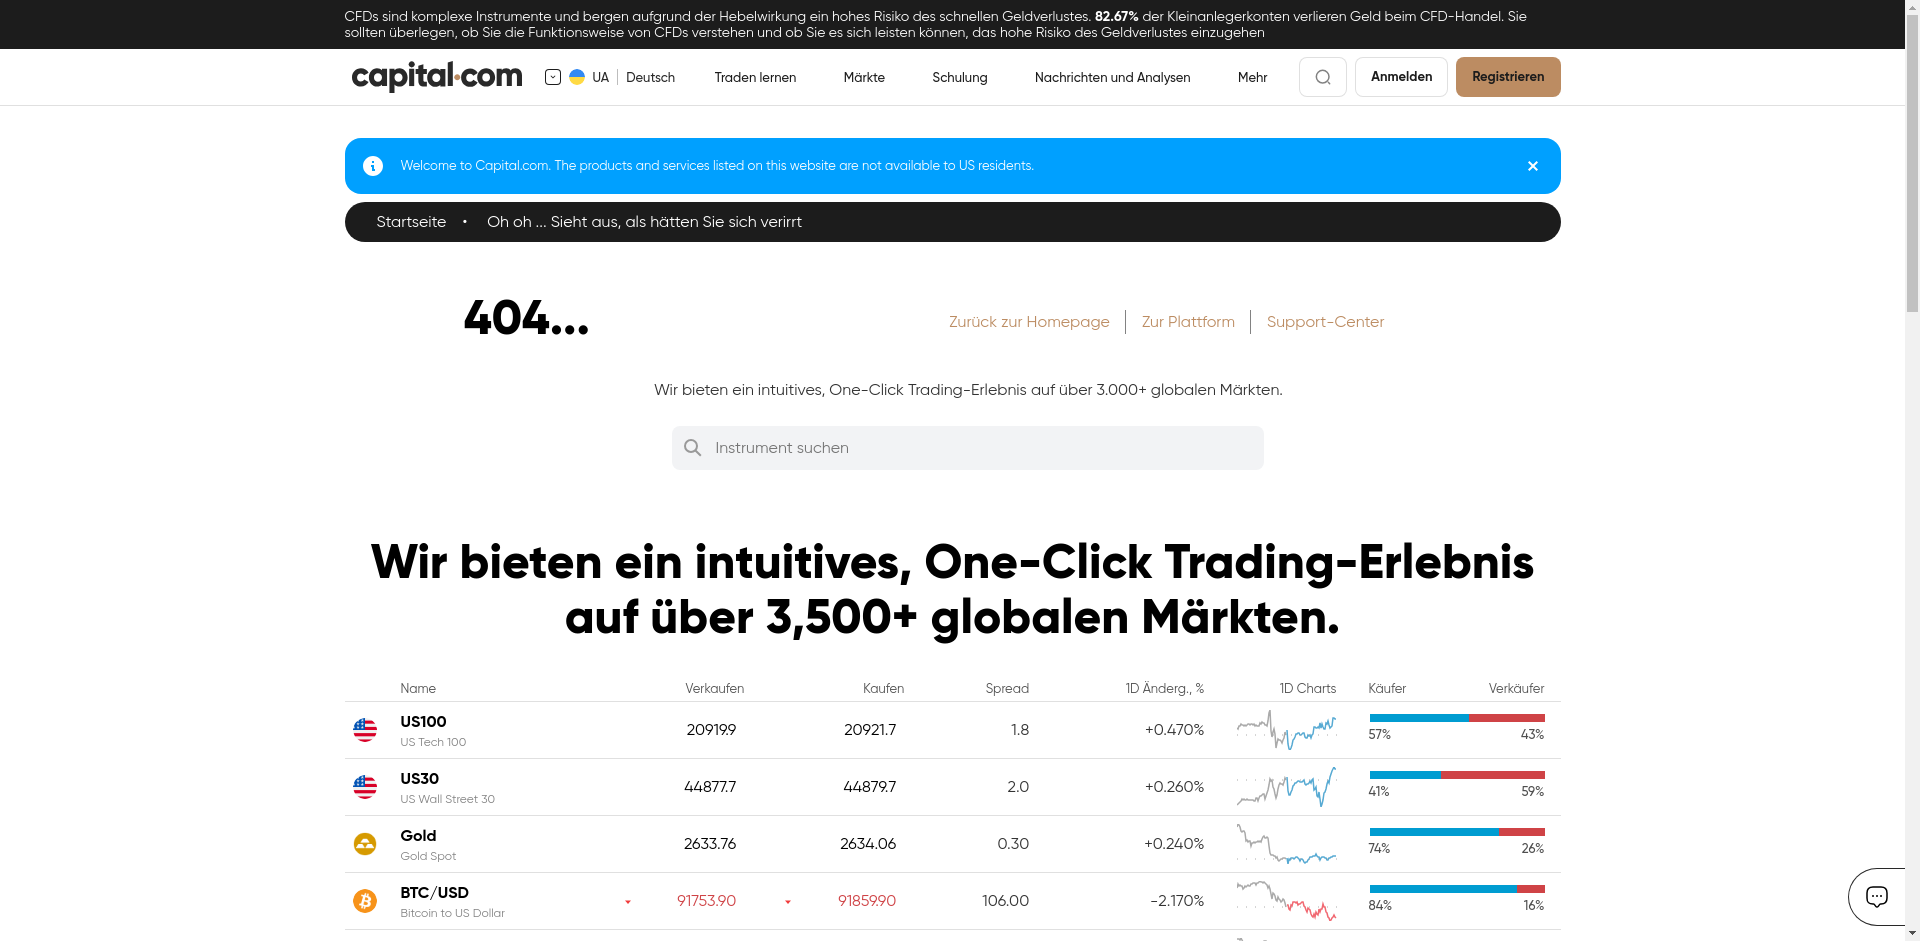 CFDs sind komplexe Instrumente und bergen aufgrund der Hebelwirkung ein hohes Risiko des schnellen Geldverlustes. 82.67% der Kleinanlegerkonten verlieren Geld beim CFD-Handel. Sie
sollten überlegen, ob Sie die Funktionsweise von CFDs verstehen und ob Sie es sich leisten können, das hohe Risiko des Geldverlustes einzugehen
capital.com UA Deutsch Traden lernen Märkte Schulung Nachrichten und Analysen Mehr Anmelden Registrieren
Welcome to Capital.com. The products and services listed on this website are not available to US residents.
Startseite • Oh oh ... Sieht aus, als hätten Sie sich verirrt
404...
Zurück zur Homepage Zur Plattform Support-Center
Wir bieten ein intuitives, One-Click Trading-Erlebnis auf über 3.000+ globalen Märkten.
Instrument suchen
Wir bieten ein intuitives, One-Click Trading-Erlebnis
auf über 3,500+ globalen Märkten.
Name Verkaufen Kaufen Spread 1D Änderg., % 1D Charts Käufer Verkäufer
US100
US Tech 100
20919.9 20921.7 1.8 +0.470% 57% 43%
US30
US Wall Street 30
44877.7 44879.7 2.0 +0.260% 41% 59%
Gold
Gold Spot
2633.76 2634.06 0.30 +0.240% 74% 26%
BTC/USD
Bitcoin to US Dollar
91753.90 91859.90 106.00 -2.170% 84% 16%